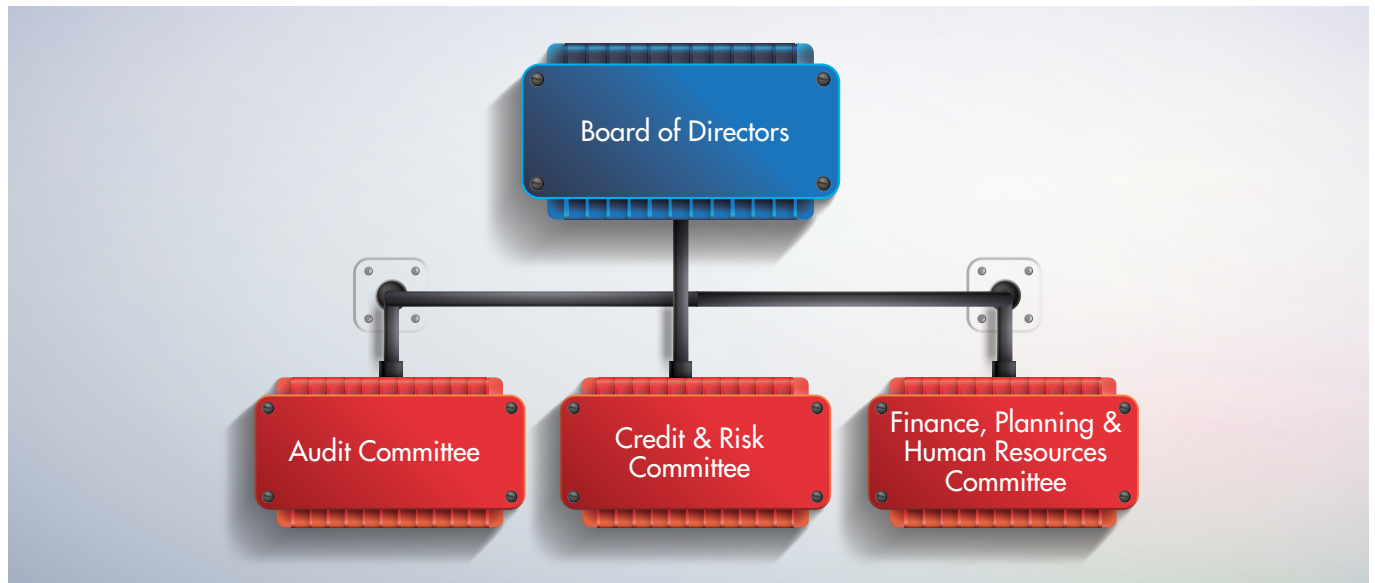 Board of Directors
Audit Committee
Credit & Risk
Committee
Finance, Planning &
Human Resources
Committee